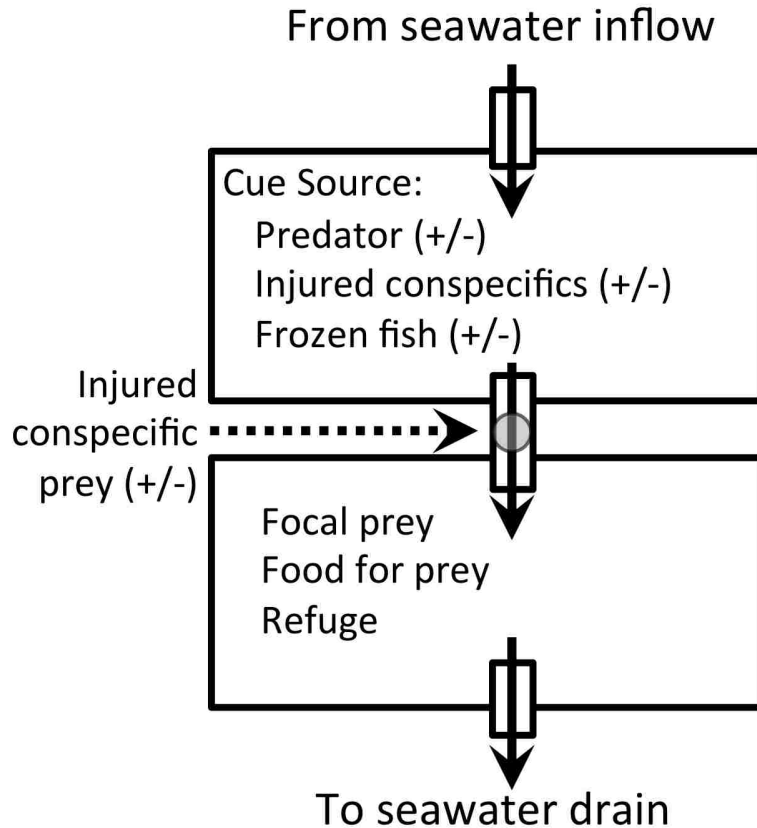 From seawater inflow
Cue Source:
Predator (+/-)
Injured conspecifics (+/-)
Frozen fish (+/-)
Injured
conspecific
prey (+/-)
Focal prey
Food for prey
Refuge
To seawater drain